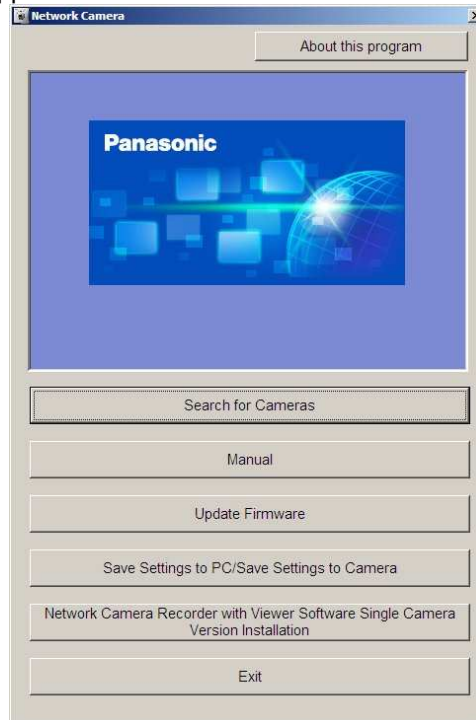 Network Camera
About this program
Panasonic
Search for Cameras
Manual
Update Firmware
Save Settings to PC/Save Settings to Camera
Network Camera Recorder with Viewer Software Single Camera
Version Installation
Exit